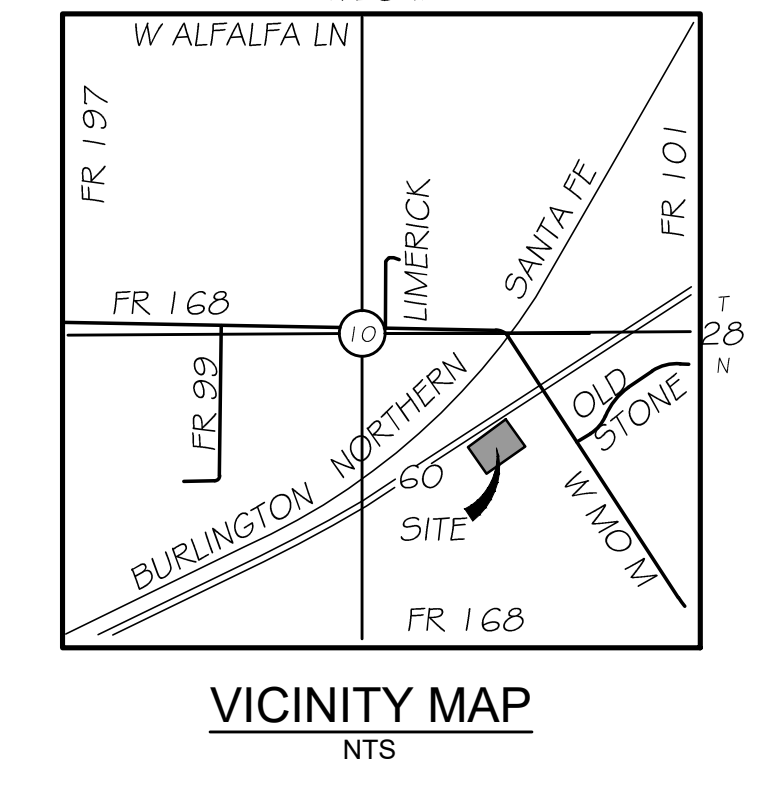 W ALFALFA LN
FR 197
FR 101
LIMERICK
SANTA FE
FR 168
T
10
28
N
FR 99
OLD
STONE
BURLINGTON NORTHERN
60
SITE
W MO M
FR 168
VICINITY MAP
NTS